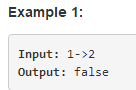 Example 1:
Input: 1->2
Output: false